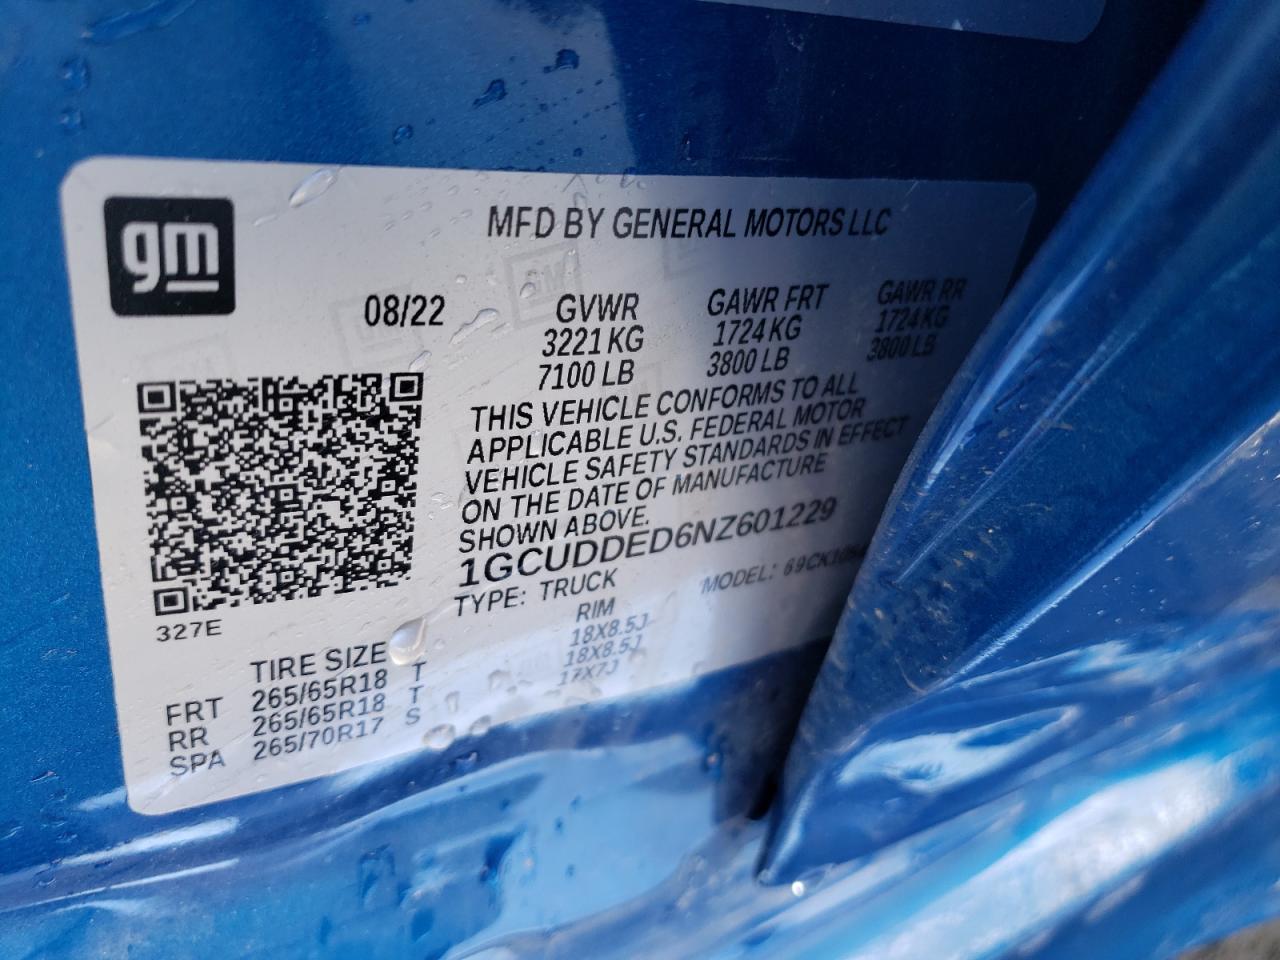 gm
MFD BY GENERAL MOTORS LLC
08/22
GVWR GAWR FRT GAWR RR
3221 KG 1724 KG 1724 KG
7100 LB 3800 LB 3800 LB
THIS VEHICLE CONFORMS TO ALL
APPLICABLE U.S. FEDERAL MOTOR
VEHICLE SAFETY STANDARDS IN EFFECT
ON THE DATE OF MANUFACTURE
SHOWN ABOVE.
1GCUDDED6NZ601229
TYPE: TRUCK MODEL:
327E
TIRE SIZE RIM
FRT 265/65R18 T 18X8.5J
RR 265/65R18 T 18X8.5J
SPA 265/70R17 S 17X7J